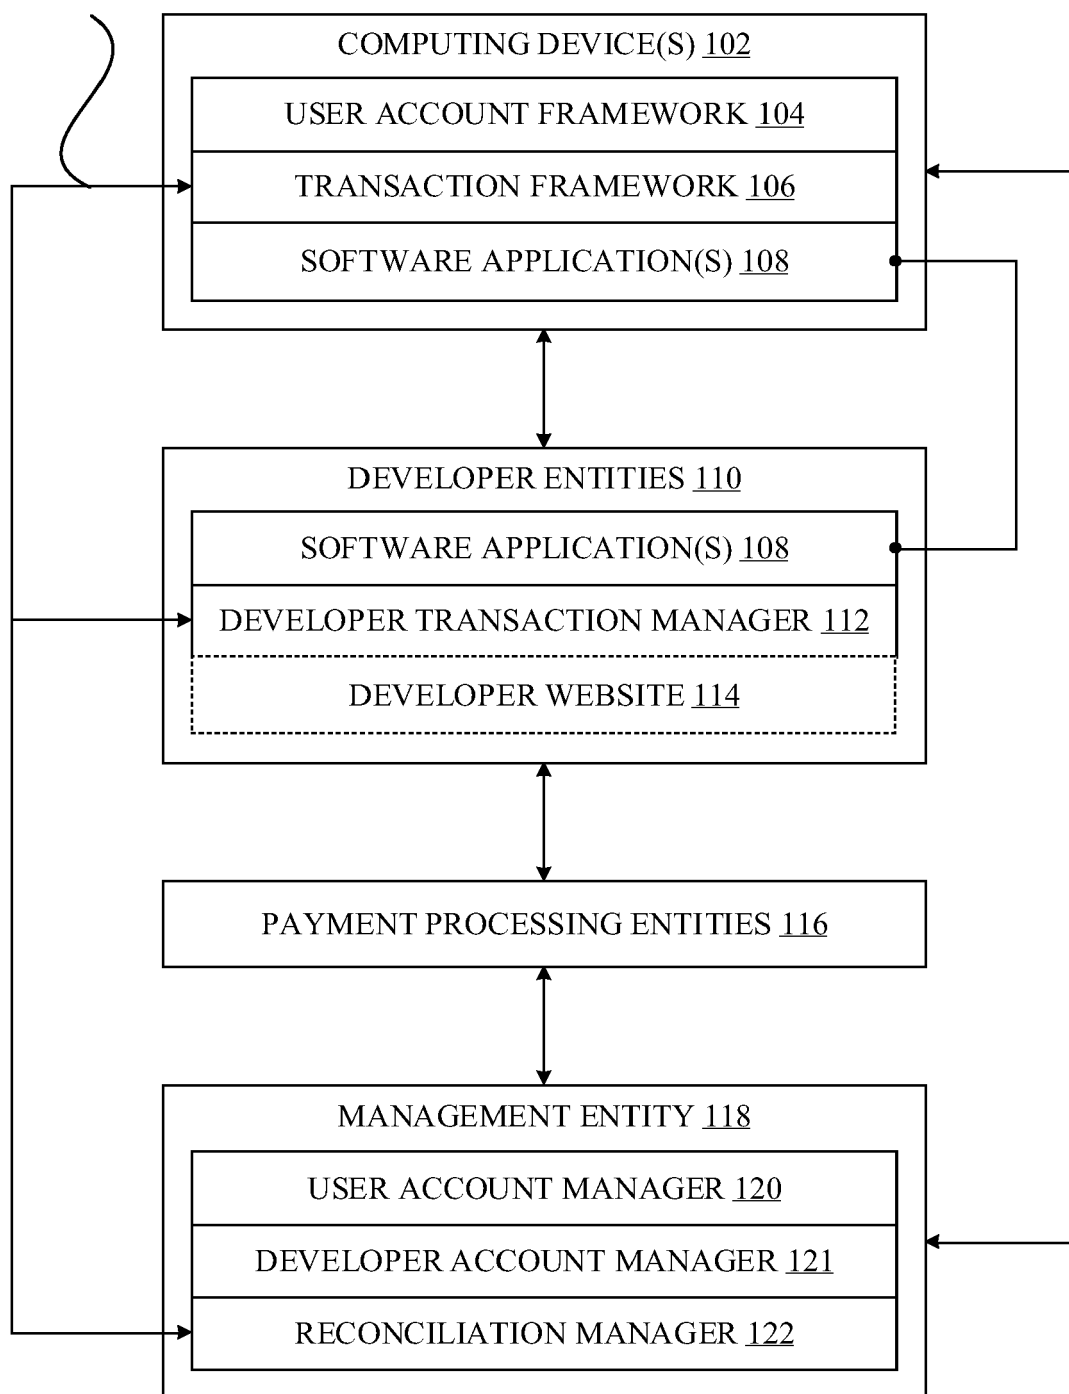 COMPUTING DEVICE(S) 102
USER ACCOUNT FRAMEWORK 104
TRANSACTION FRAMEWORK 106
SOFTWARE APPLICATION(S) 108
DEVELOPER ENTITIES 110
SOFTWARE APPLICATION(S) 108
DEVELOPER TRANSACTION MANAGER 112
DEVELOPER WEBSITE 114
PAYMENT PROCESSING ENTITIES 116
MANAGEMENT ENTITY 118
USER ACCOUNT MANAGER 120
DEVELOPER ACCOUNT MANAGER 121
RECONCILIATION MANAGER 122